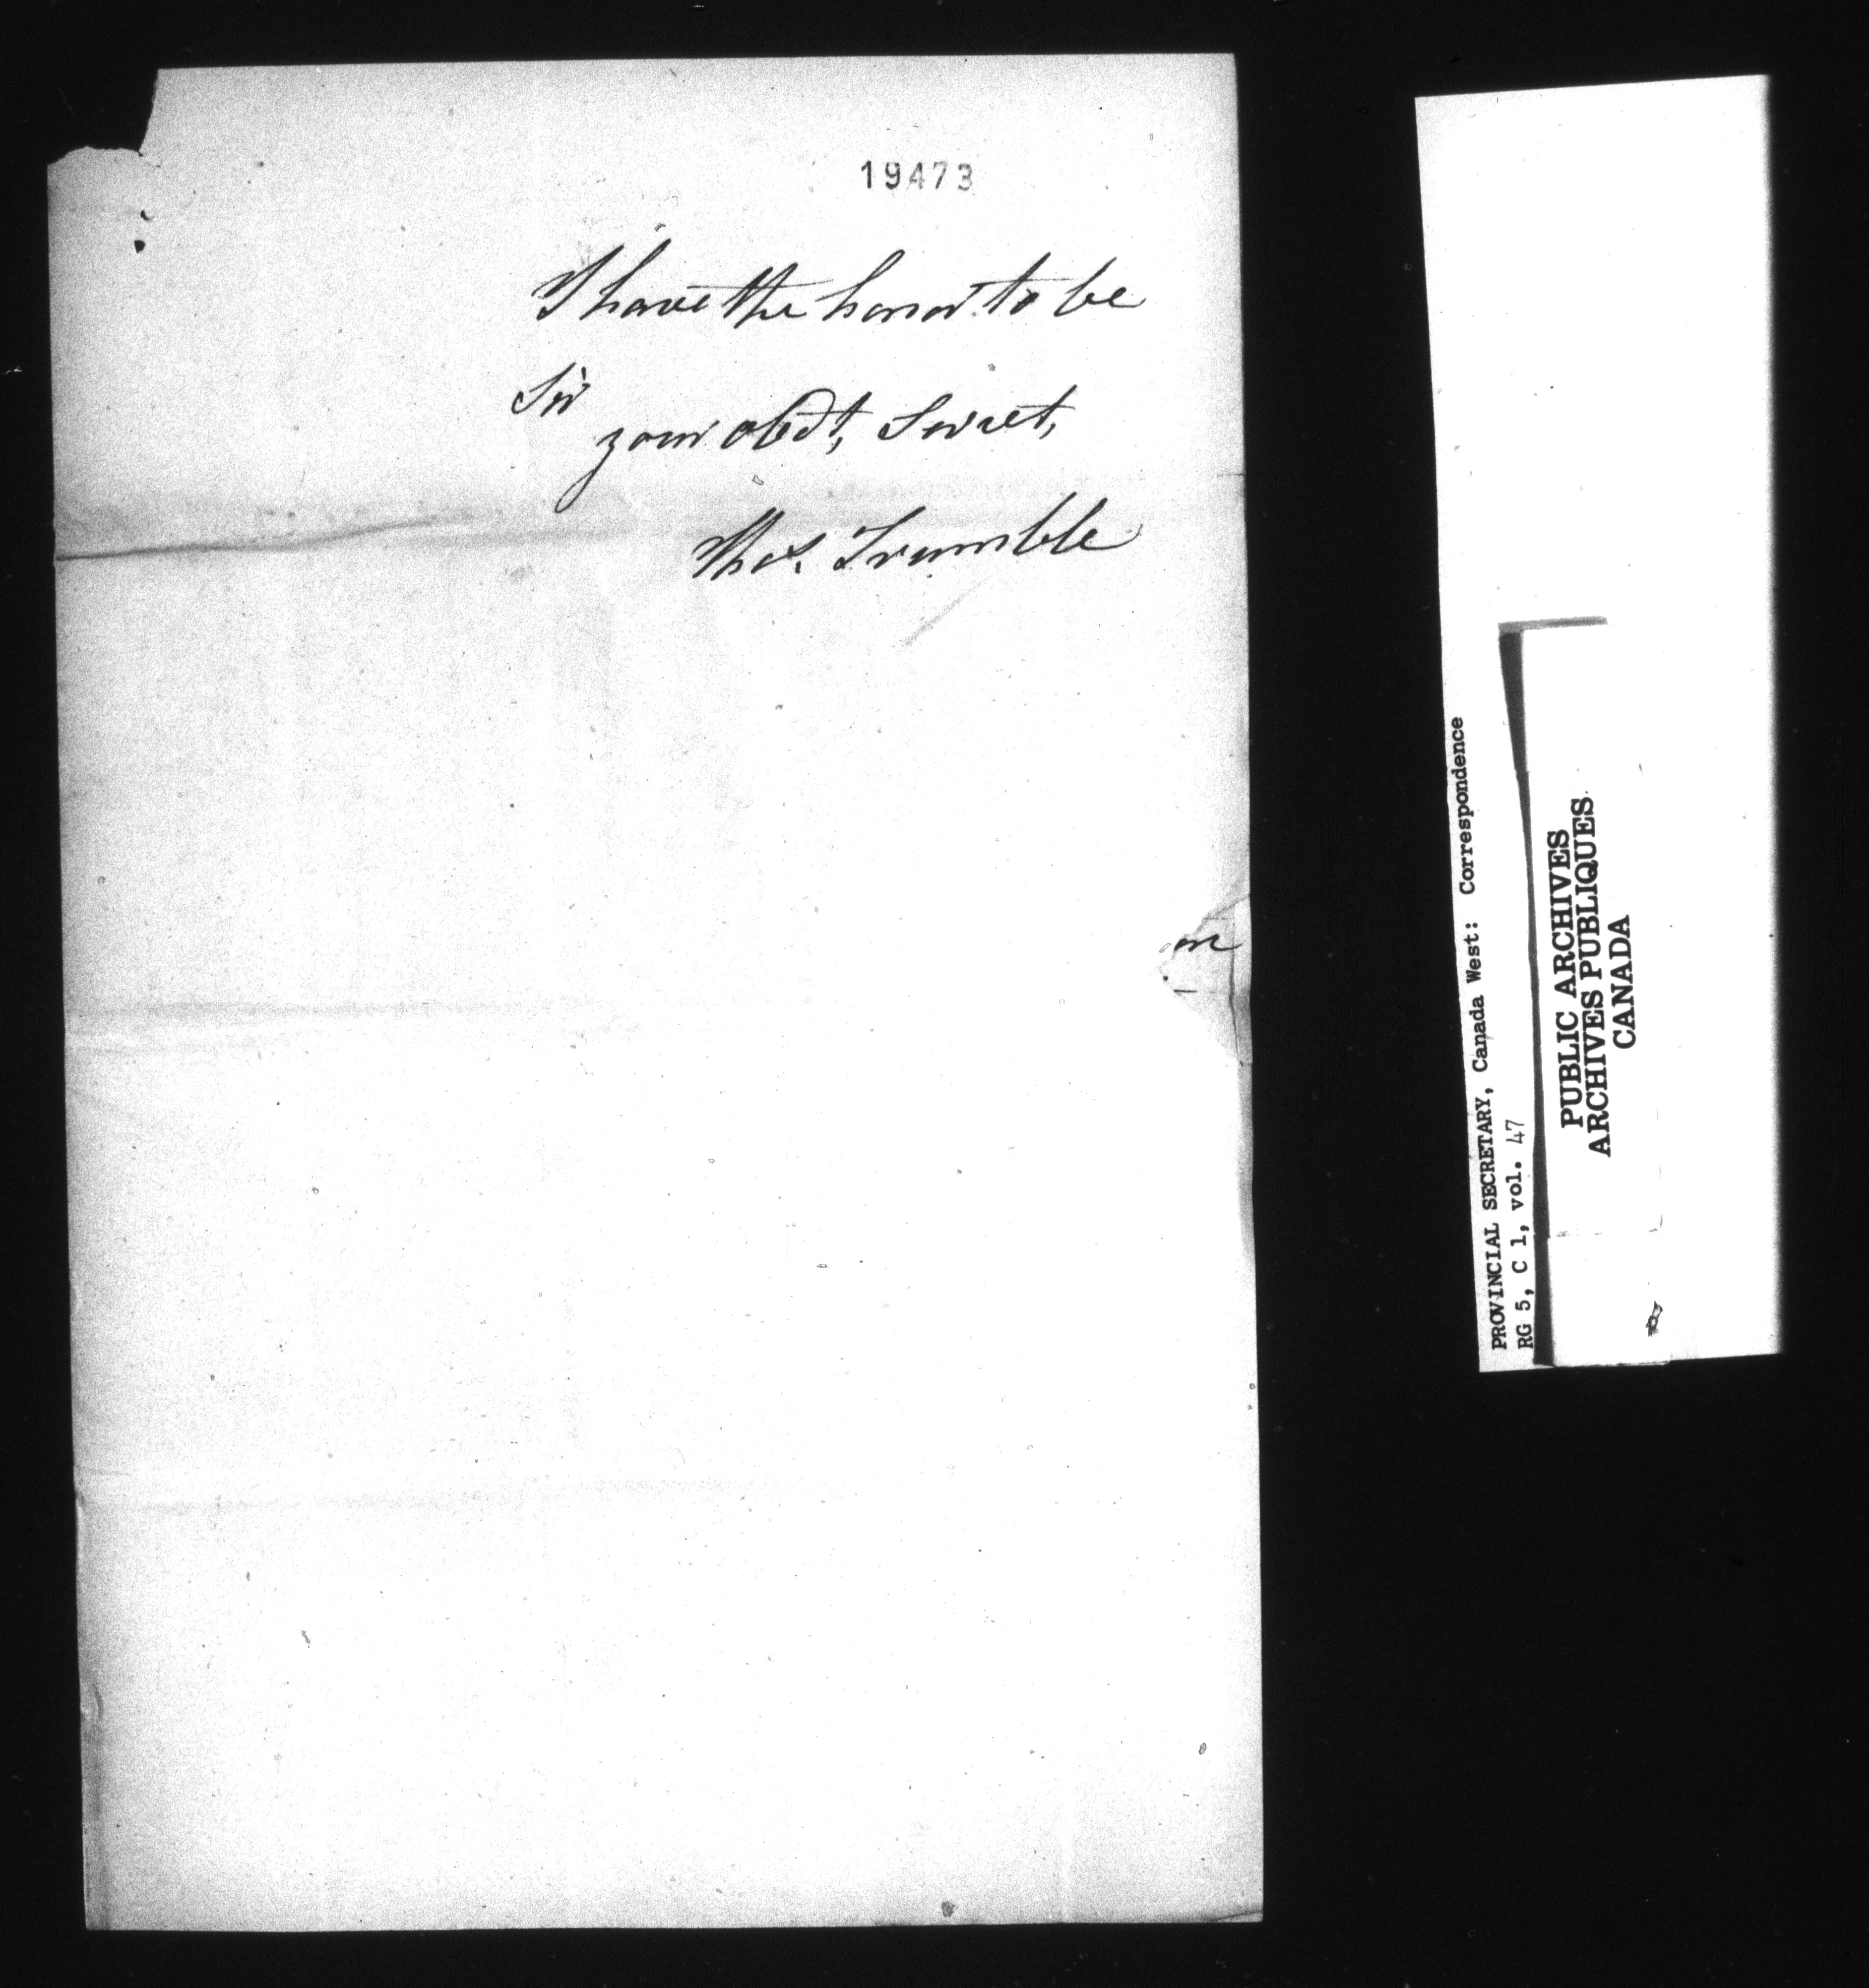 19473
I have the honor to be
Sir
your obdt, Servt,
Thos. Trumble
on
PROVINCIAL SECRETARY, Canada West: Correspondence
RG 5, C 1, vol. 47
PUBLIC ARCHIVES
ARCHIVES PUBLIQUES
CANADA